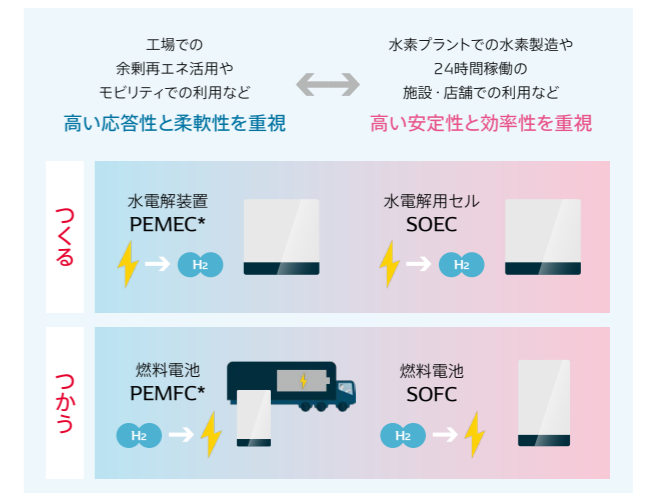 工場での
余剰再エネ活用や
モビリティでの利用など
高い応答性と柔軟性を重視
水素プラントでの水素製造や
24時間稼働の
施設・店舗での利用など
高い安定性と効率性を重視
つくる
水電解装置
PEMEC*
H2
水電解用セル
SOEC
H2
つかう
燃料電池
PEMFC*
H2
燃料電池
SOFC
H2